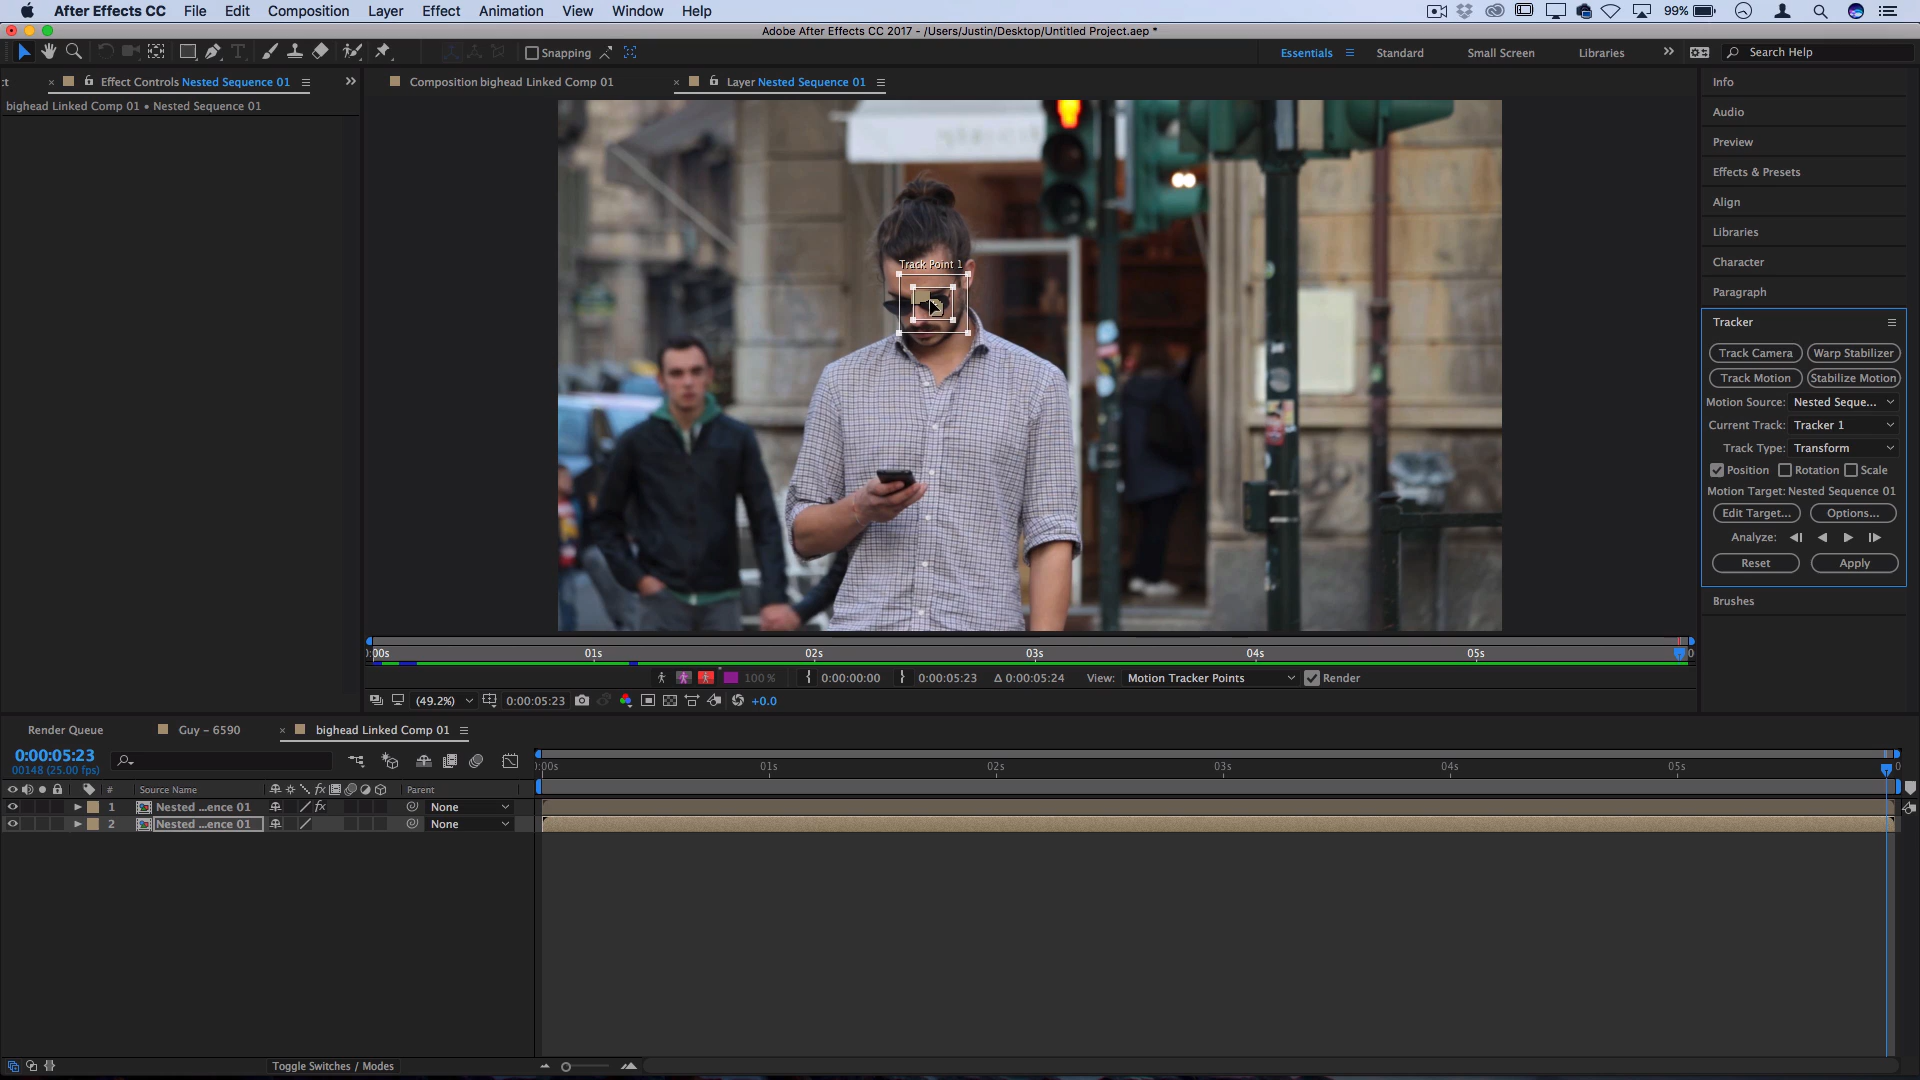 After Effects CC File Edit Composition Layer Effect Animation View Window Help 99%
Adobe After Effects CC 2017 - /Users/Justin/Desktop/Untitled Project.aep *
Snapping Essentials Standard Small Screen Libraries Search Help
Effect Controls Nested Sequence 01
Composition bighead Linked Comp 01
Layer Nested Sequence 01
bighead Linked Comp 01 • Nested Sequence 01
Track Point 1
Info
Audio
Preview
Effects & Presets
Align
Libraries
Character
Paragraph
Tracker
Track Camera Warp Stabilizer
Track Motion Stabilize Motion
Motion Source: Nested Seque...
Current Track: Tracker 1
Track Type: Transform
Position Rotation Scale
Motion Target: Nested Sequence 01
Edit Target... Options...
Analyze:
Reset Apply
Brushes
):00s 01s 02s 03s 04s 05s 0
100 % 0:00:00:00 0:00:05:23 Δ 0:00:05:24 View: Motion Tracker Points Render
(49.2%) 0:00:05:23 +0.0
Render Queue Guy – 6590 bighead Linked Comp 01
0:00:05:23
00148 (25.00 fps)
):00s 01s 02s 03s 04s 05s 0
# Source Name fx Parent
1 Nested ...ence 01 fx None
2 Nested ...ence 01 None
Toggle Switches / Modes